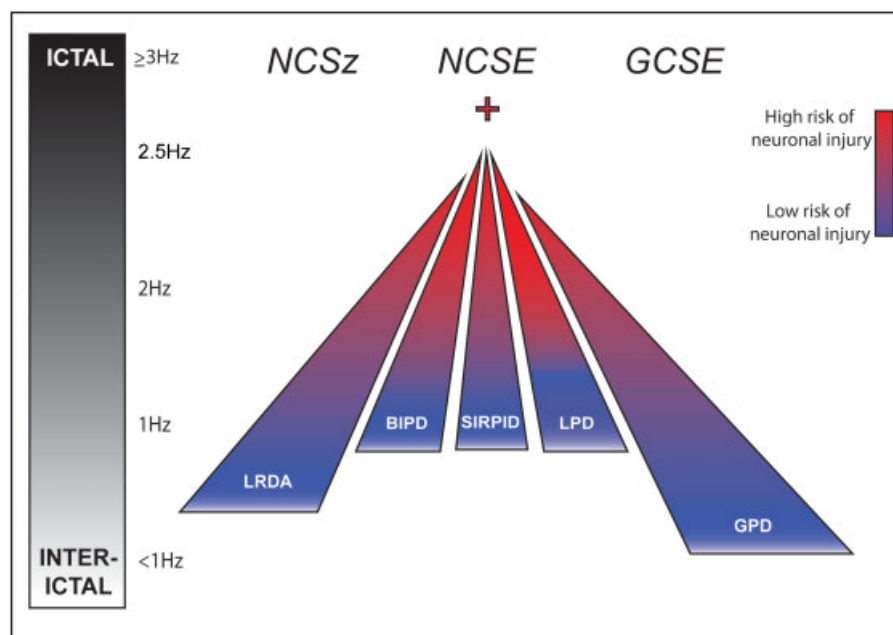 ICTAL
≥3Hz
NCSz NCSE GCSE
+
High risk of
neuronal injury
2.5Hz
Low risk of
neuronal injury
2Hz
1Hz
BIPD SIRPID LPD
LRDA
GPD
INTER-
ICTAL
<1Hz